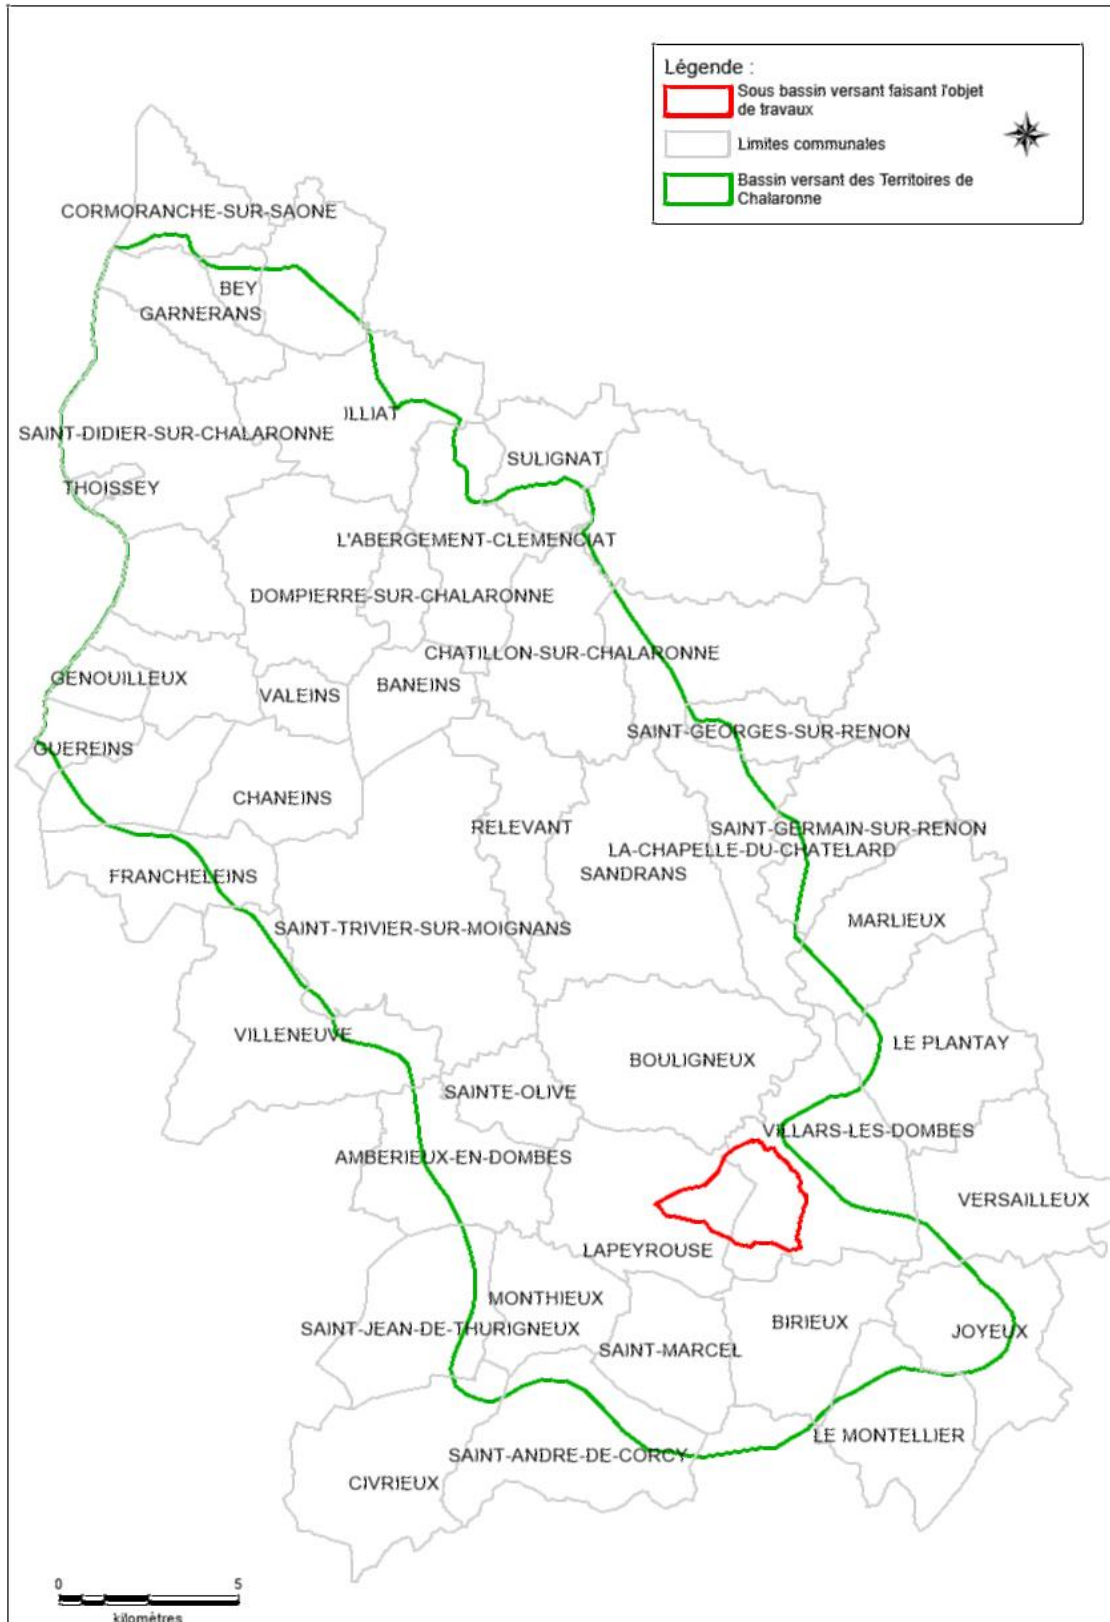 Légende :
Sous bassin versant faisant l'objet
de travaux
Limites communales
Bassin versant des Territoires de
Chalaronne
CORMORANCHE-SUR-SAONE
BEY
GARNERANS
ILLIAT
SAINT-DIDIER-SUR-CHALARONNE
SULIGNAT
THOISSEY
L'ABERGEMENT-CLEMENCIAT
DOMPIERRE-SUR-CHALARONNE
CHATILLON-SUR-CHALARONNE
GENOUILLEUX
BANEINS
VALEINS
SAINT-GEORGES-SUR-RENON
GUEREINS
CHANEINS
RELEVANT
SAINT-GERMAIN-SUR-RENON
LA-CHAPELLE-DU-CHATELARD
SANDRANS
FRANCHELEINS
MARLIEUX
SAINT-TRIVIER-SUR-MOIGNANS
VILLENEUVE
LE PLANTAY
BOULIGNEUX
SAINTE-OLIVE
VILLARS-LES-DOMBES
AMBERIEUX-EN-DOMBES
VERSAILLEUX
LAPEYROUSE
MONTHIEUX
BIRIEUX
SAINT-JEAN-DE-THURIGNEUX
JOYEUX
SAINT-MARCEL
LE MONTELLIER
SAINT-ANDRE-DE-CORCY
CIVRIEUX
0 5
kilomètres